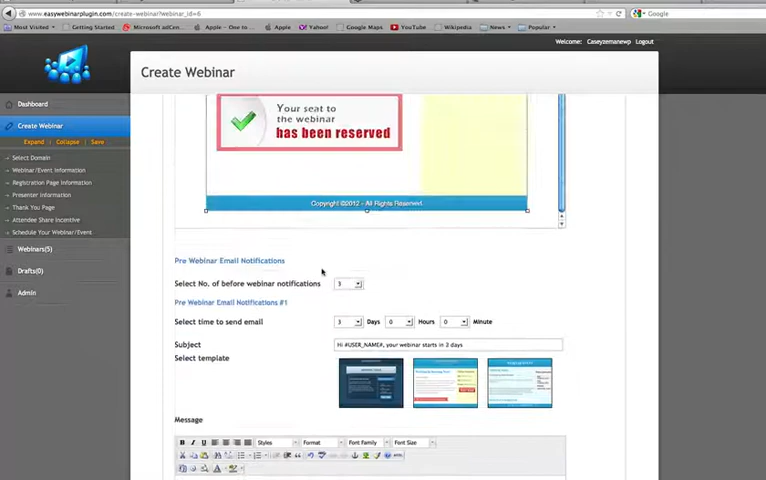 www.easywebinarplugin.com/create-webinar?webinar_id=6
Google
Most Visited
Getting Started
Microsoft adCen...
Apple - One to ...
Apple
Yahoo!
Google Maps
YouTube
Wikipedia
News
Popular
Welcome: Caseyzemanewp Logout
Create Webinar
Dashboard
Create Webinar
Expand Collapse Save
Select Domain
Webinar/Event Information
Registration Page Information
Presenter Information
Thank You Page
Attendee Share Incentive
Schedule Your Webinar/Event
Webinars(5)
Drafts(0)
Admin
Your seat to
the webinar
has been reserved
Copyright ©2012 - All Rights Reserved.
Pre Webinar Email Notifications
Select No. of before webinar notifications 3
Pre Webinar Email Notifications #1
Select time to send email 3 Days 0 Hours 0 Minute
Subject Hi #USER_NAME#, your webinar starts in 3 days
Select template
Message
B I U Styles Format Font Family Font Size